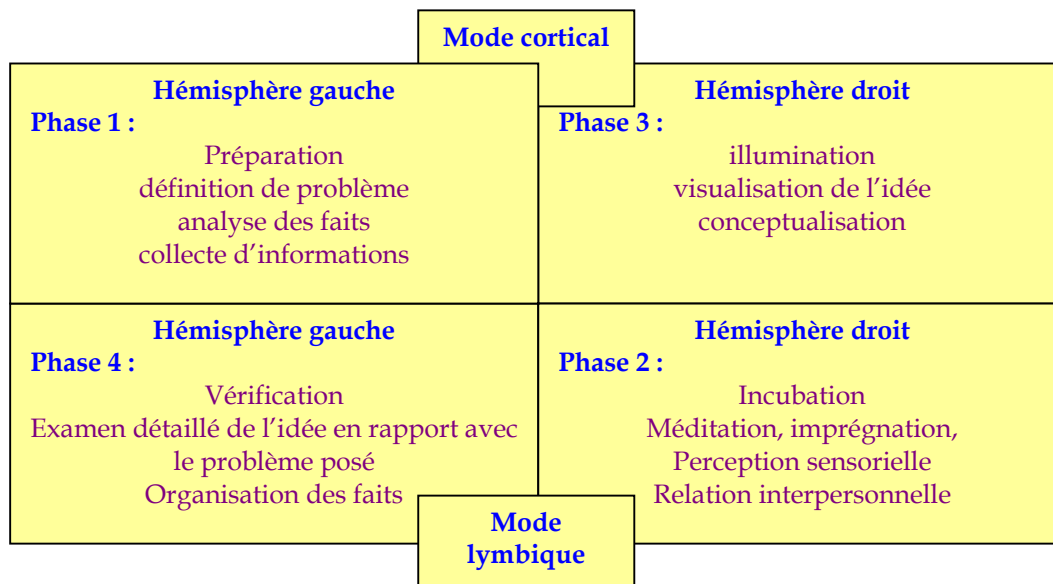 Mode cortical
Hémisphère gauche
Phase 1 :
Préparation
définition de problème
analyse des faits
collecte d’informations
Hémisphère droit
Phase 3 :
illumination
visualisation de l’idée
conceptualisation
Hémisphère gauche
Phase 4 :
Vérification
Examen détaillé de l’idée en rapport avec
le problème posé
Organisation des faits
Hémisphère droit
Phase 2 :
Incubation
Méditation, imprégnation,
Perception sensorielle
Relation interpersonnelle
Mode
lymbique